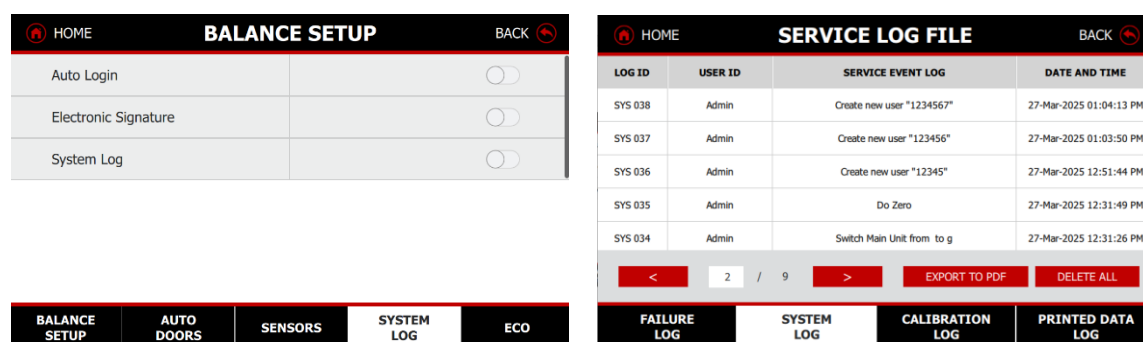 HOME BALANCE SETUP BACK
Auto Login
Electronic Signature
System Log
BALANCE SETUP AUTO DOORS SENSORS SYSTEM LOG ECO
HOME SERVICE LOG FILE BACK
LOG ID USER ID SERVICE EVENT LOG DATE AND TIME
SYS 038 Admin Create new user "1234567" 27-Mar-2025 01:04:13 PM
SYS 037 Admin Create new user "123456" 27-Mar-2025 01:03:50 PM
SYS 036 Admin Create new user "12345" 27-Mar-2025 12:51:44 PM
SYS 035 Admin Do Zero 27-Mar-2025 12:31:49 PM
SYS 034 Admin Switch Main Unit from to g 27-Mar-2025 12:31:26 PM
< 2 / 9 > EXPORT TO PDF DELETE ALL
FAILURE LOG SYSTEM LOG CALIBRATION LOG PRINTED DATA LOG